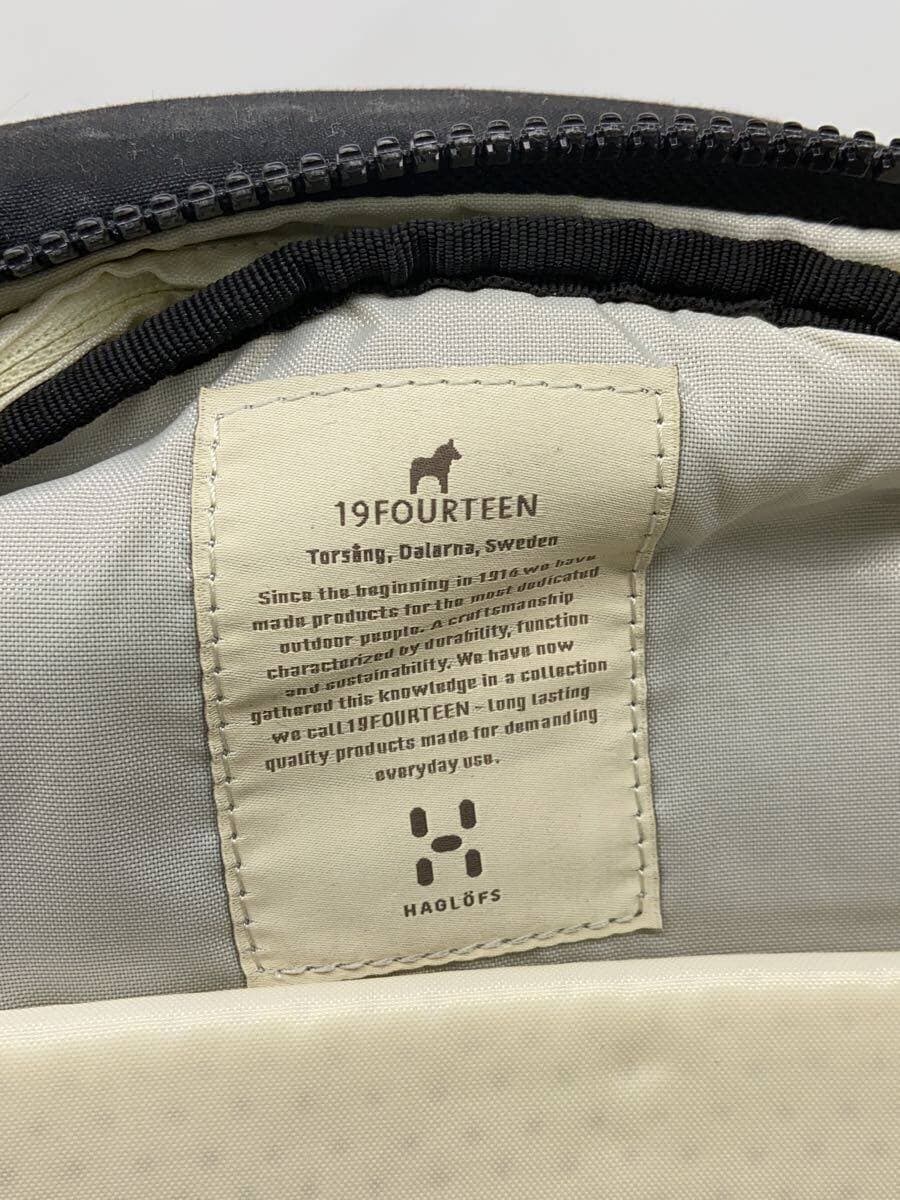 19FOURTEEN
Torsång, Dalarna, Sweden
Since the beginning in 1914 we have
made products for the most dedicated
outdoor people. A craftsmanship
characterized by durability, function
and sustainability. We have now
gathered this knowledge in a collection
we call 19FOURTEEN - Long lasting
quality products made for demanding
everyday use.
HAGLÖFS